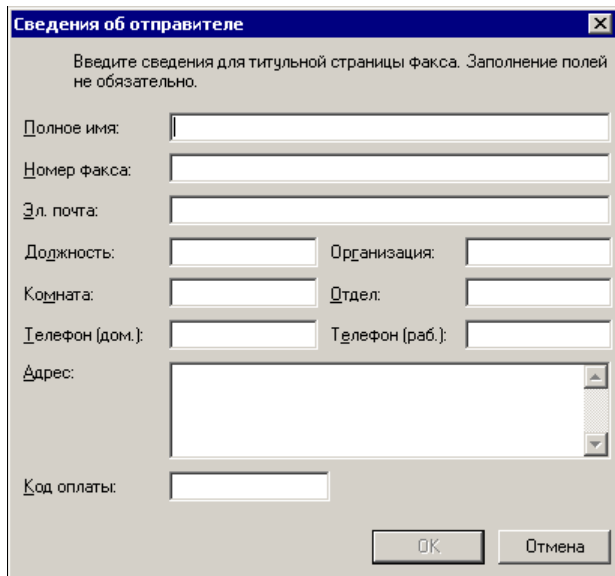 Сведения об отправителе
Введите сведения для титульной страницы факса. Заполнение полей
не обязательно.
Полное имя:
Номер факса:
Эл. почта:
Должность: Организация:
Комната: Отдел:
Телефон (дом.): Телефон (раб.):
Адрес:
Код оплаты:
OK Отмена